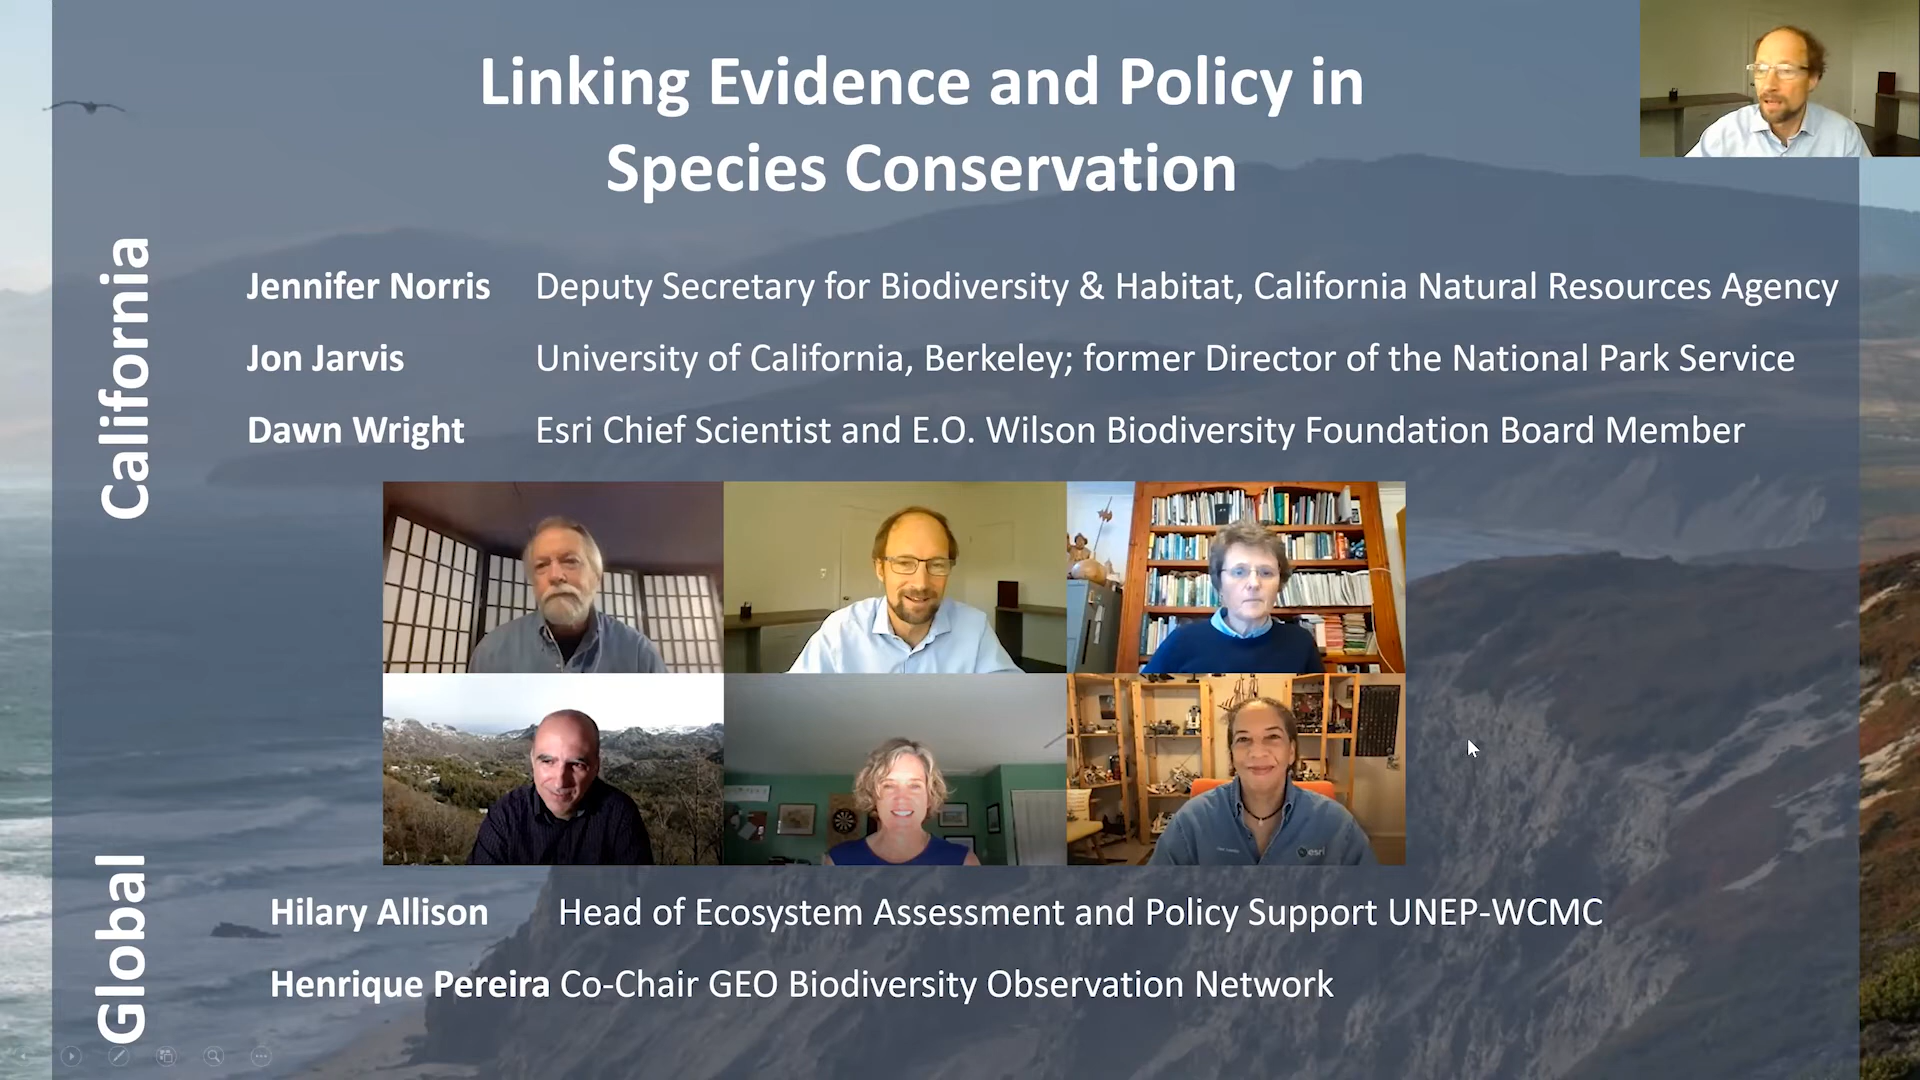 Linking Evidence and Policy in
Species Conservation
California
Jennifer Norris Deputy Secretary for Biodiversity & Habitat, California Natural Resources Agency
Jon Jarvis University of California, Berkeley; former Director of the National Park Service
Dawn Wright Esri Chief Scientist and E.O. Wilson Biodiversity Foundation Board Member
esri
Global
Hilary Allison Head of Ecosystem Assessment and Policy Support UNEP-WCMC
Henrique Pereira Co-Chair GEO Biodiversity Observation Network